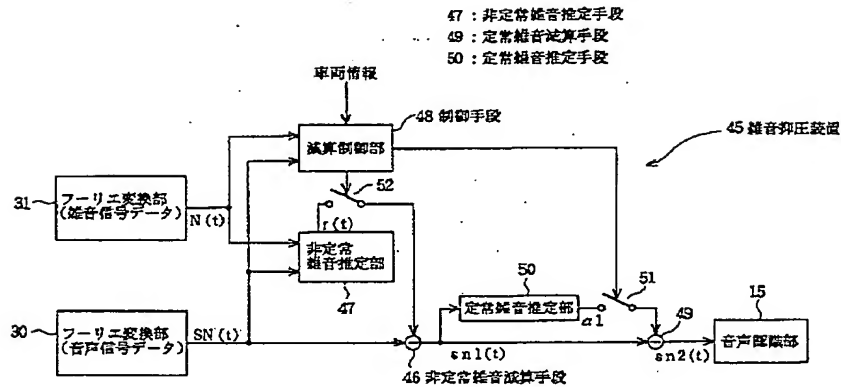 47 : 非定常雑音推定手段
49 : 定常雑音減算手段
50 : 定常雑音推定手段
車両情報
48 制御手段
減算制御部
45 雑音抑圧装置
52
31
フーリエ変換部
(雑音信号データ)
N(t)
r(t)
非定常
雑音推定部
47
50
定常雑音推定部
α1
51
49
15
音声認識部
30
フーリエ変換部
(音声信号データ)
SN(t)
sn1(t)
sn2(t)
46 非定常雑音減算手段